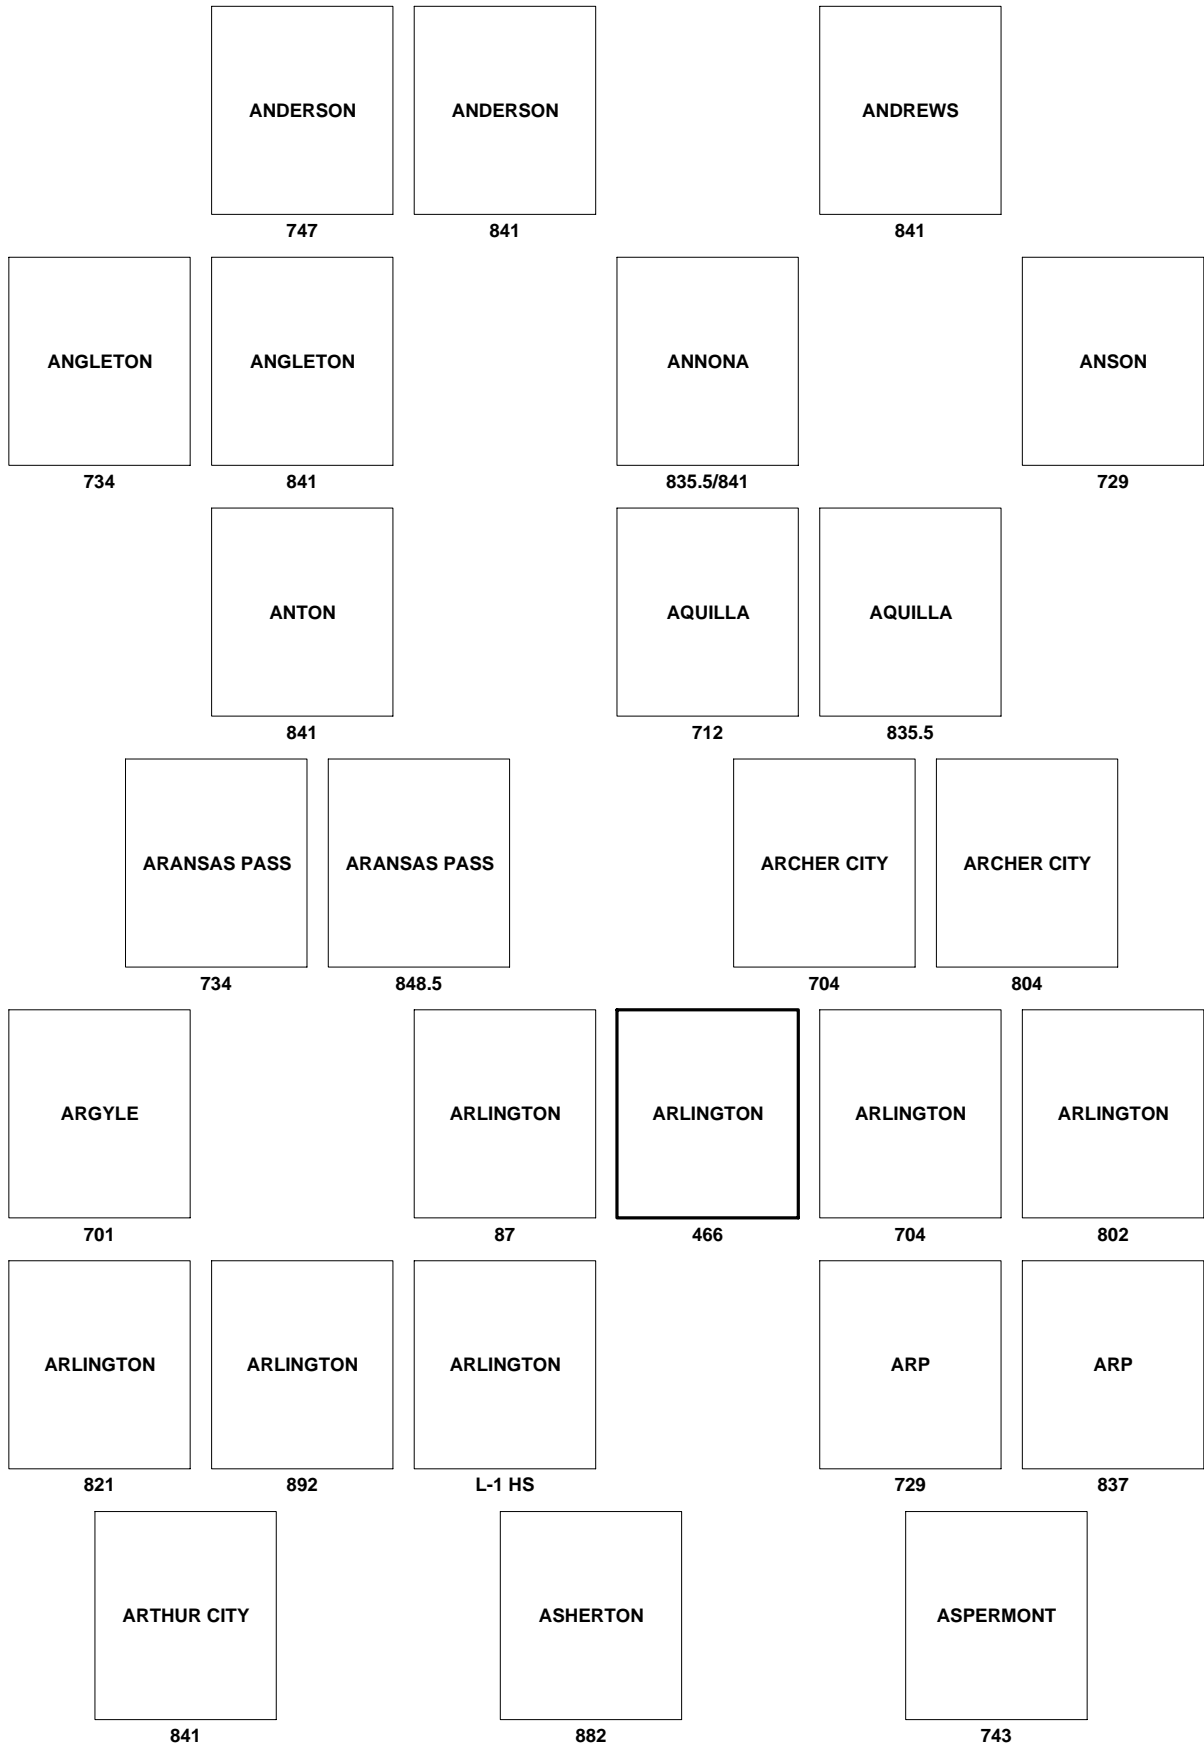 ANDERSON ANDERSON ANDREWS
747 841 841
ANGLETON ANGLETON ANNONA ANSON
734 841 835.5/841 729
ANTON AQUILLA AQUILLA
841 712 835.5
ARANSAS PASS ARANSAS PASS ARCHER CITY ARCHER CITY
734 848.5 704 804
ARGYLE ARLINGTON ARLINGTON ARLINGTON ARLINGTON
701 87 466 704 802
ARLINGTON ARLINGTON ARLINGTON ARP ARP
821 892 L-1 HS 729 837
ARTHUR CITY ASHERTON ASPERMONT
841 882 743